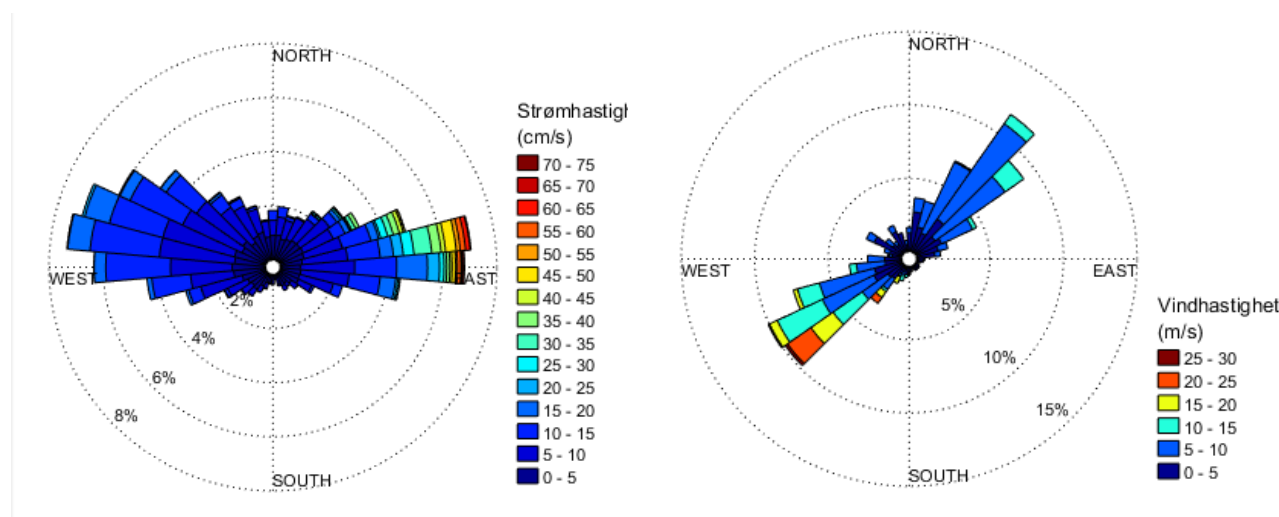 NORTH
WEST
EAST
SOUTH
2%
4%
6%
8%
Strømhastigh
(cm/s)
70 - 75
65 - 70
60 - 65
55 - 60
50 - 55
45 - 50
40 - 45
35 - 40
30 - 35
25 - 30
20 - 25
15 - 20
10 - 15
5 - 10
0 - 5
NORTH
WEST
EAST
SOUTH
5%
10%
15%
Vindhastighet
(m/s)
25 - 30
20 - 25
15 - 20
10 - 15
5 - 10
0 - 5